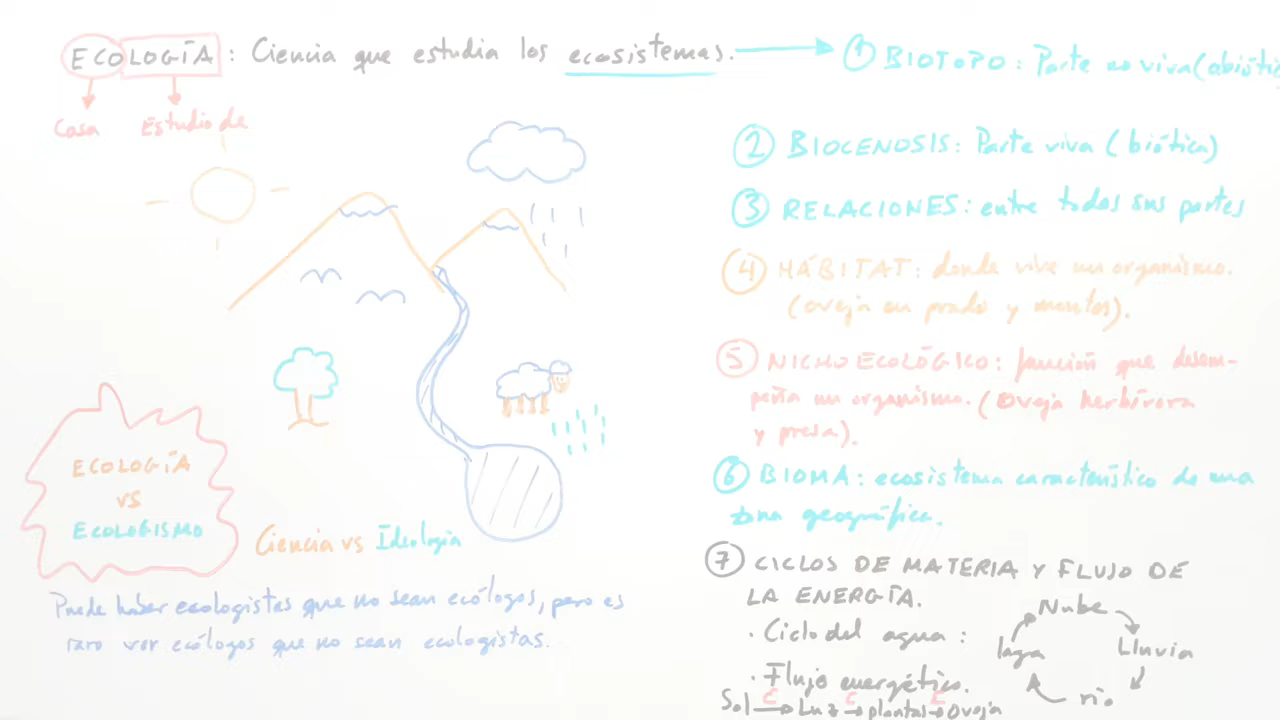 ECOLOGÍA : Ciencia que estudia los ecosistemas.
Casa Estudio de
① BIOTOPO : Parte no viva (abiótic
② BIOCENOSIS: Parte viva (biótica)
③ RELACIONES: entre todas sus partes
④ HÁBITAT: donde vive un organismo.
(oveja en prados y montes).
⑤ NICHO ECOLÓGICO: función que desem-
peña un organismo. (Oveja herbívora
y presa).
⑥ BIOMA: ecosistema característico de una
zona geográfica.
⑦ CICLOS DE MATERIA Y FLUJO DE
LA ENERGÍA.
· Ciclo del agua :
Nube
Lluvia
río
lago
· Flujo energético.
Sol C Luz C plantas E Oveja
ECOLOGÍA
VS
ECOLOGISMO
Ciencia vs Ideología
Puede haber ecologistas que no sean ecólogos, pero es
raro ver ecólogos que no sean ecologistas.